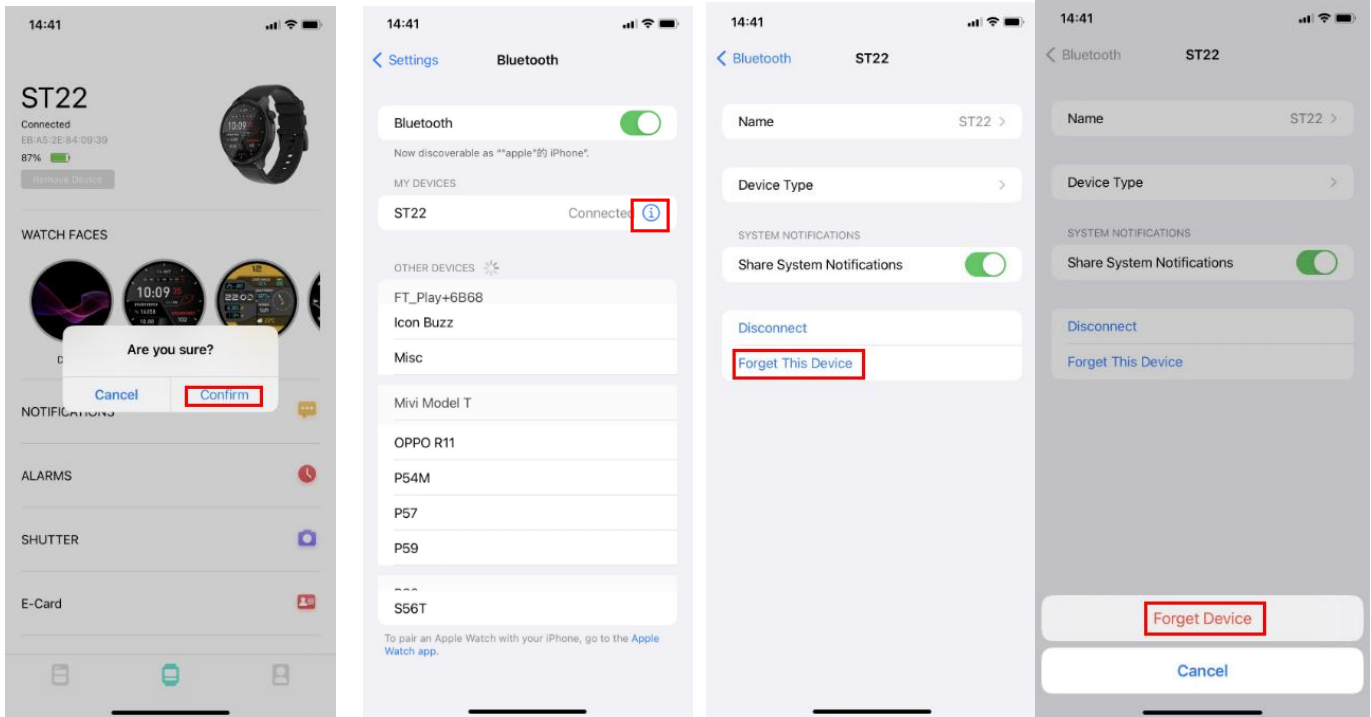 14:41
ST22
Connected
EB:A5:2E:84:09:39
87%
Remove Device
WATCH FACES
10:09
Are you sure?
Cancel
Confirm
NOTIFICATIONS
ALARMS
SHUTTER
E-Card
14:41
Settings
Bluetooth
Bluetooth
Now discoverable as ""apple"的 iPhone".
MY DEVICES
ST22
Connected
OTHER DEVICES
FT_Play+6B68
Icon Buzz
Misc
Mivi Model T
OPPO R11
P54M
P57
P59
S56T
To pair an Apple Watch with your iPhone, go to the Apple
Watch app.
14:41
Bluetooth
ST22
Name
ST22
Device Type
SYSTEM NOTIFICATIONS
Share System Notifications
Disconnect
Forget This Device
14:41
Bluetooth
ST22
Name
ST22
Device Type
SYSTEM NOTIFICATIONS
Share System Notifications
Disconnect
Forget This Device
Forget Device
Cancel